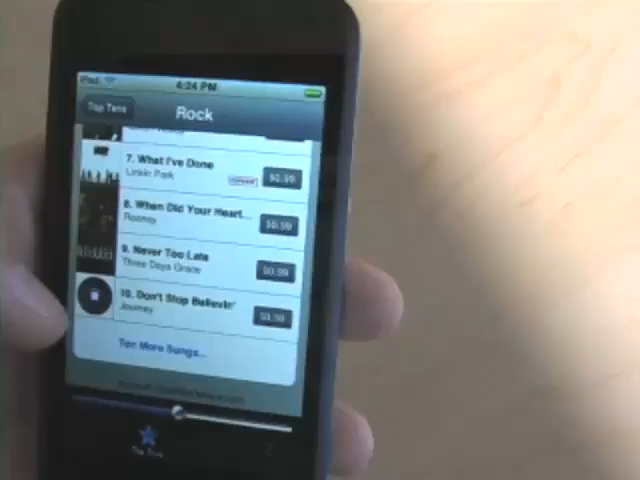 iPod
4:24 PM
Top Tens
Rock
7. What I've Done
Linkin Park
$0.99
8. When Did Your Heart...
Rooney
$0.99
9. Never Too Late
Three Days Grace
$0.99
10. Don't Stop Believin'
Journey
$0.99
Ten More Songs...